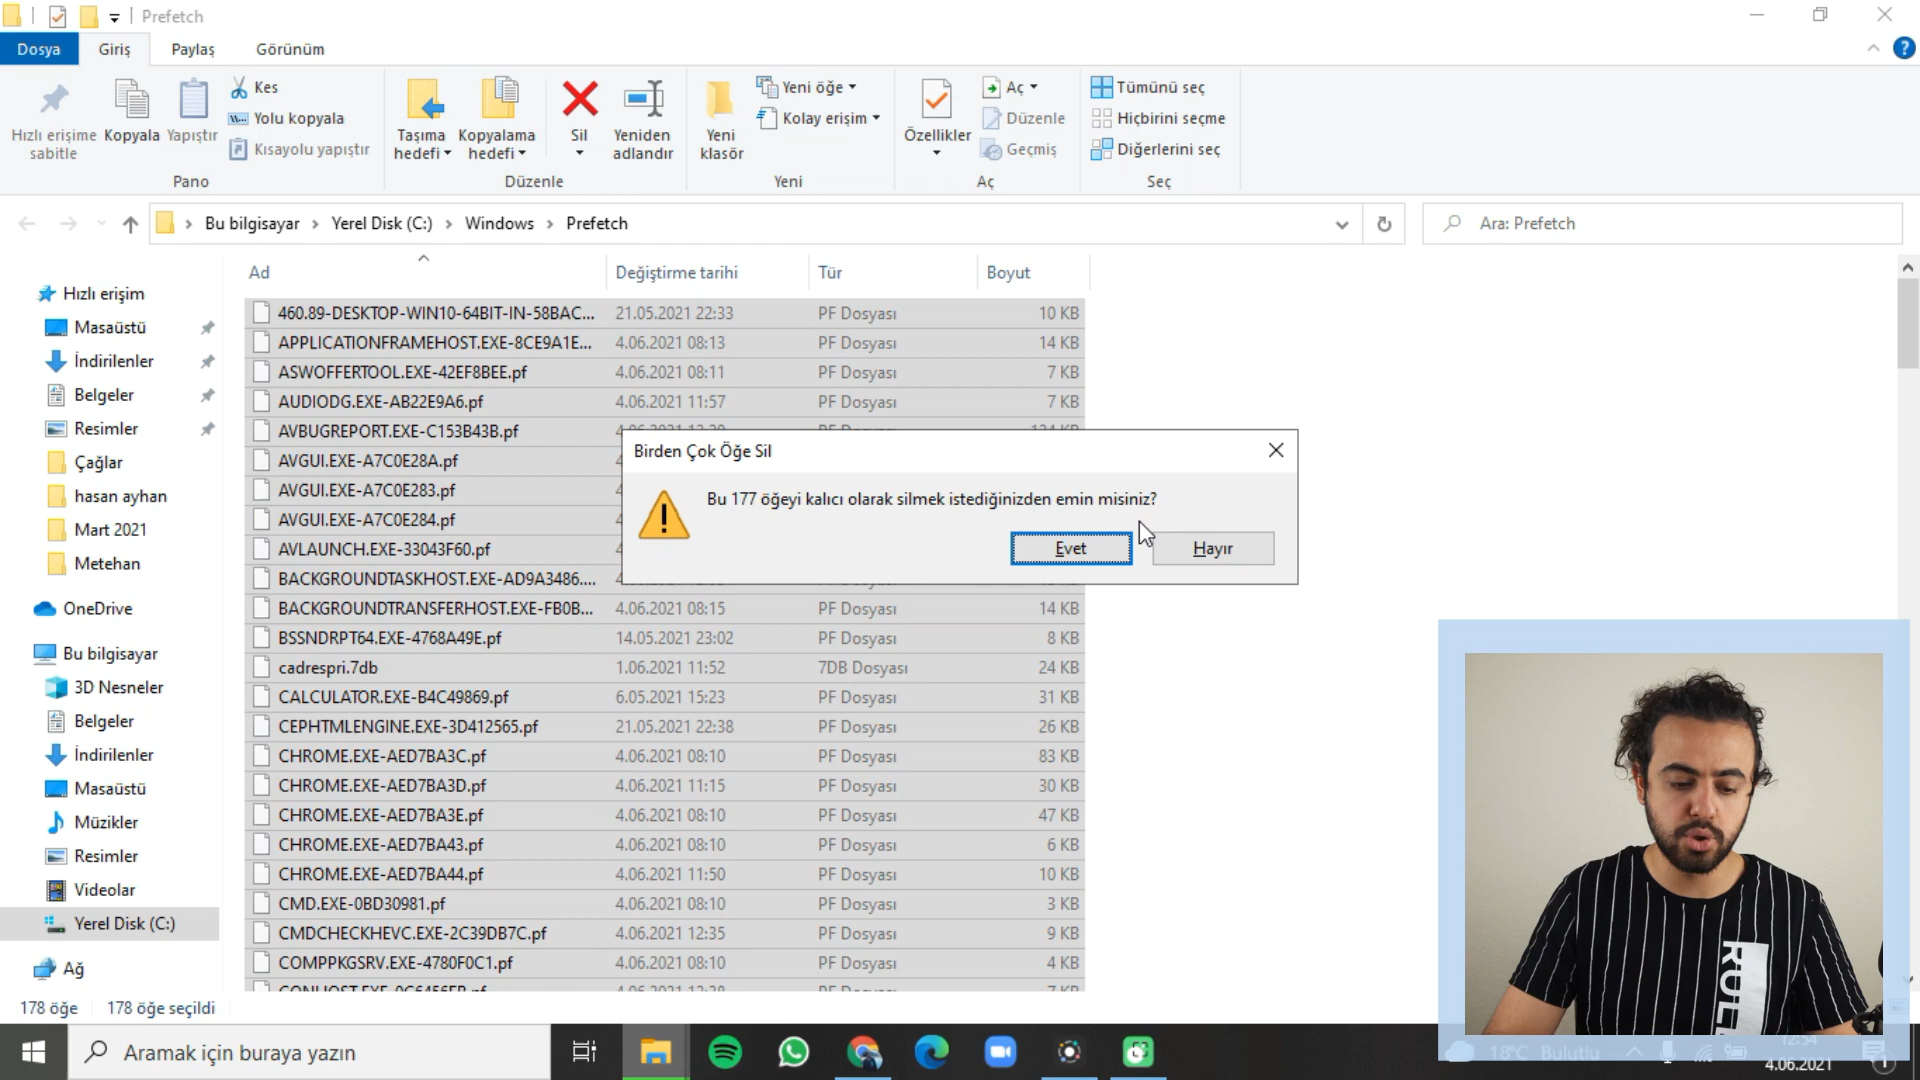 Prefetch
Dosya Giriş Paylaş Görünüm
Hızlı erişime sabitle
Kopyala
Yapıştır
Kes
Yolu kopyala
Kısayolu yapıştır
Pano
Taşıma hedefi
Kopyalama hedefi
Sil
Yeniden adlandır
Düzenle
Yeni klasör
Yeni öğe
Kolay erişim
Yeni
Özellikler
Aç
Düzenle
Geçmiş
Aç
Tümünü seç
Hiçbirini seçme
Diğerlerini seç
Seç
Bu bilgisayar > Yerel Disk (C:) > Windows > Prefetch
Ara: Prefetch
Hızlı erişim
Masaüstü
İndirilenler
Belgeler
Resimler
Çağlar
hasan ayhan
Mart 2021
Metehan
OneDrive
Bu bilgisayar
3D Nesneler
Belgeler
İndirilenler
Masaüstü
Müzikler
Resimler
Videolar
Yerel Disk (C:)
Ağ
Ad Değiştirme tarihi Tür Boyut
460.89-DESKTOP-WIN10-64BIT-IN-58BAC... 21.05.2021 22:33 PF Dosyası 10 KB
APPLICATIONFRAMEHOST.EXE-8CE9A1E... 4.06.2021 08:13 PF Dosyası 14 KB
ASWOFFERTOOL.EXE-42EF8BEE.pf 4.06.2021 08:11 PF Dosyası 7 KB
AUDIODG.EXE-AB22E9A6.pf 4.06.2021 11:57 PF Dosyası 7 KB
AVBUGREPORT.EXE-C153B43B.pf
AVGUI.EXE-A7C0E28A.pf
AVGUI.EXE-A7C0E283.pf
AVGUI.EXE-A7C0E284.pf
AVLAUNCH.EXE-33043F60.pf
BACKGROUNDTASKHOST.EXE-AD9A3486....
BACKGROUNDTRANSFERHOST.EXE-FB0B... 4.06.2021 08:15 PF Dosyası 14 KB
BSSNDRPT64.EXE-4768A49E.pf 14.05.2021 23:02 PF Dosyası 8 KB
cadrespri.7db 1.06.2021 11:52 7DB Dosyası 24 KB
CALCULATOR.EXE-B4C49869.pf 6.05.2021 15:23 PF Dosyası 31 KB
CEPHTMLENGINE.EXE-3D412565.pf 21.05.2021 22:38 PF Dosyası 26 KB
CHROME.EXE-AED7BA3C.pf 4.06.2021 08:10 PF Dosyası 83 KB
CHROME.EXE-AED7BA3D.pf 4.06.2021 11:15 PF Dosyası 30 KB
CHROME.EXE-AED7BA3E.pf 4.06.2021 08:10 PF Dosyası 47 KB
CHROME.EXE-AED7BA43.pf 4.06.2021 08:10 PF Dosyası 6 KB
CHROME.EXE-AED7BA44.pf 4.06.2021 11:50 PF Dosyası 10 KB
CMD.EXE-0BD30981.pf 4.06.2021 08:10 PF Dosyası 3 KB
CMDCHECKHEVC.EXE-2C39DB7C.pf 4.06.2021 12:35 PF Dosyası 9 KB
COMPPKGSRV.EXE-4780F0C1.pf 4.06.2021 08:10 PF Dosyası 4 KB
Birden Çok Öğe Sil
Bu 177 öğeyi kalıcı olarak silmek istediğinizden emin misiniz?
Evet Hayır
178 öğe 178 öğe seçildi
Aramak için buraya yazın
18°C Bulutlu
12:54
4.06.2021